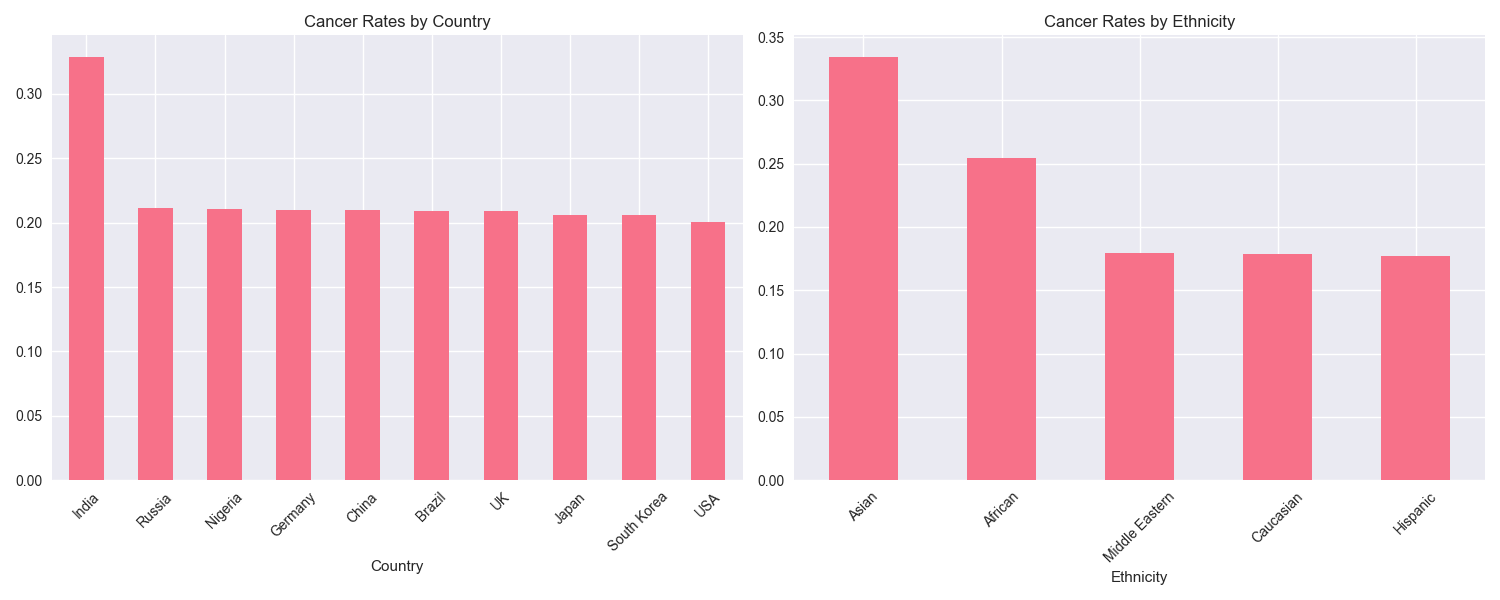 Cancer Rates by Country
0.30
0.25
0.20
0.15
0.10
0.05
0.00
India
Russia
Nigeria
Germany
China
Brazil
UK
Japan
South Korea
USA
Country
Cancer Rates by Ethnicity
0.35
0.30
0.25
0.20
0.15
0.10
0.05
0.00
Asian
African
Middle Eastern
Caucasian
Hispanic
Ethnicity